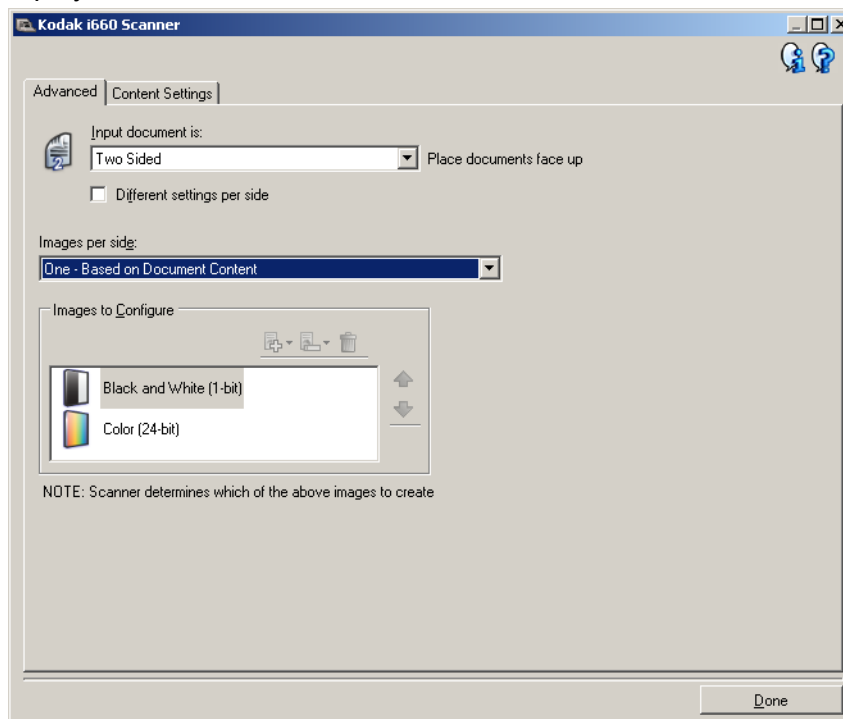 Kodak i660 Scanner
Advanced
Content Settings
Input document is:
2
Two Sided
Place documents face up
Different settings per side
Images per side:
One - Based on Document Content
Images to Configure
Black and White (1-bit)
Color (24-bit)
NOTE: Scanner determines which of the above images to create
Done